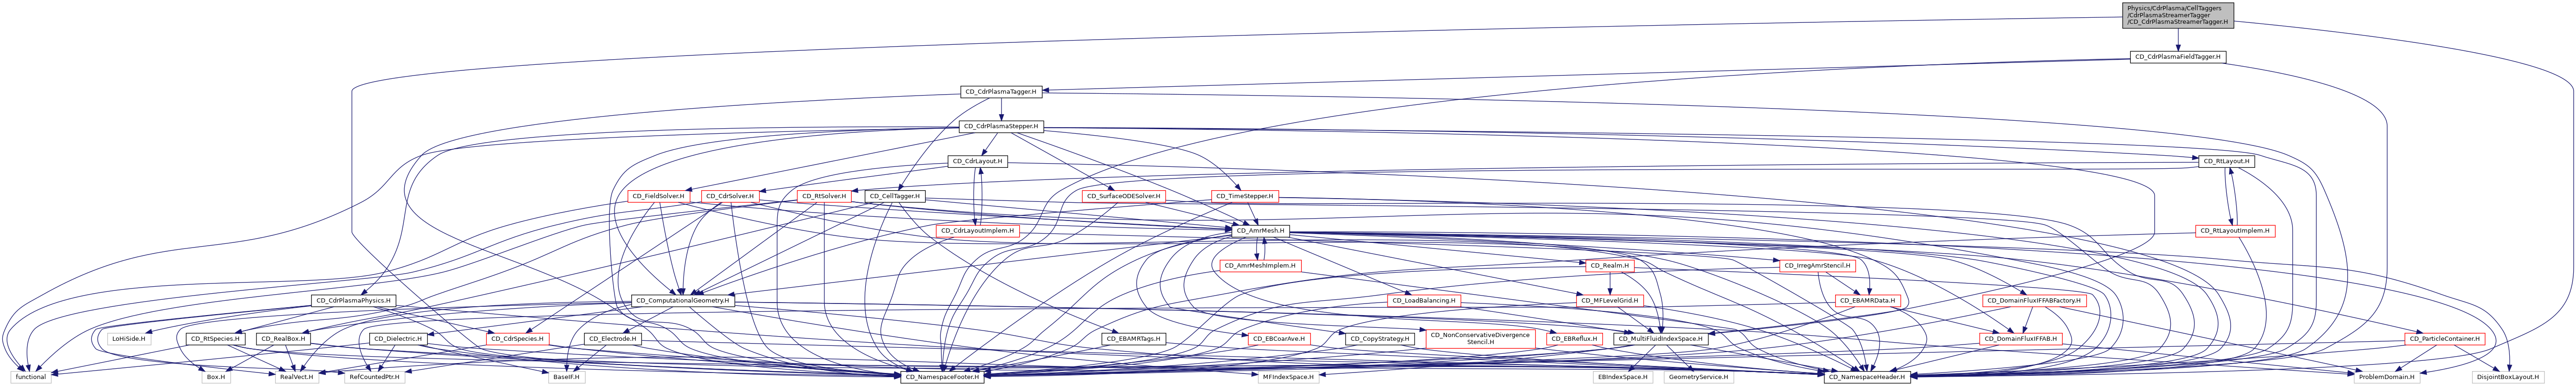 Physics/CdrPlasma/CellTaggers
/CdrPlasmaStreamerTagger
/CD_CdrPlasmaStreamerTagger.H
CD_CdrPlasmaFieldTagger.H
CD_CdrPlasmaTagger.H
CD_CdrPlasmaStepper.H
CD_CdrLayout.H
CD_RtLayout.H
CD_FieldSolver.H
CD_CdrSolver.H
CD_RtSolver.H
CD_CellTagger.H
CD_SurfaceODESolver.H
CD_TimeStepper.H
CD_CdrLayoutImplem.H
CD_AmrMesh.H
CD_RtLayoutImplem.H
CD_AmrMeshImplem.H
CD_Realm.H
CD_IrregAmrStencil.H
CD_CdrPlasmaPhysics.H
CD_ComputationalGeometry.H
CD_LoadBalancing.H
CD_MFLevelGrid.H
CD_EBAMRData.H
CD_DomainFluxIFFABFactory.H
LoHiSide.H
CD_RtSpecies.H
CD_RealBox.H
CD_Dielectric.H
CD_CdrSpecies.H
CD_Electrode.H
CD_EBAMRTags.H
CD_EBCoarAve.H
CD_CopyStrategy.H
CD_NonConservativeDivergence
Stencil.H
CD_EBReflux.H
CD_MultiFluidIndexSpace.H
CD_DomainFluxIFFAB.H
CD_ParticleContainer.H
functional
Box.H
RealVect.H
RefCountedPtr.H
BaseIF.H
CD_NamespaceFooter.H
MFIndexSpace.H
EBIndexSpace.H
GeometryService.H
CD_NamespaceHeader.H
ProblemDomain.H
DisjointBoxLayout.H